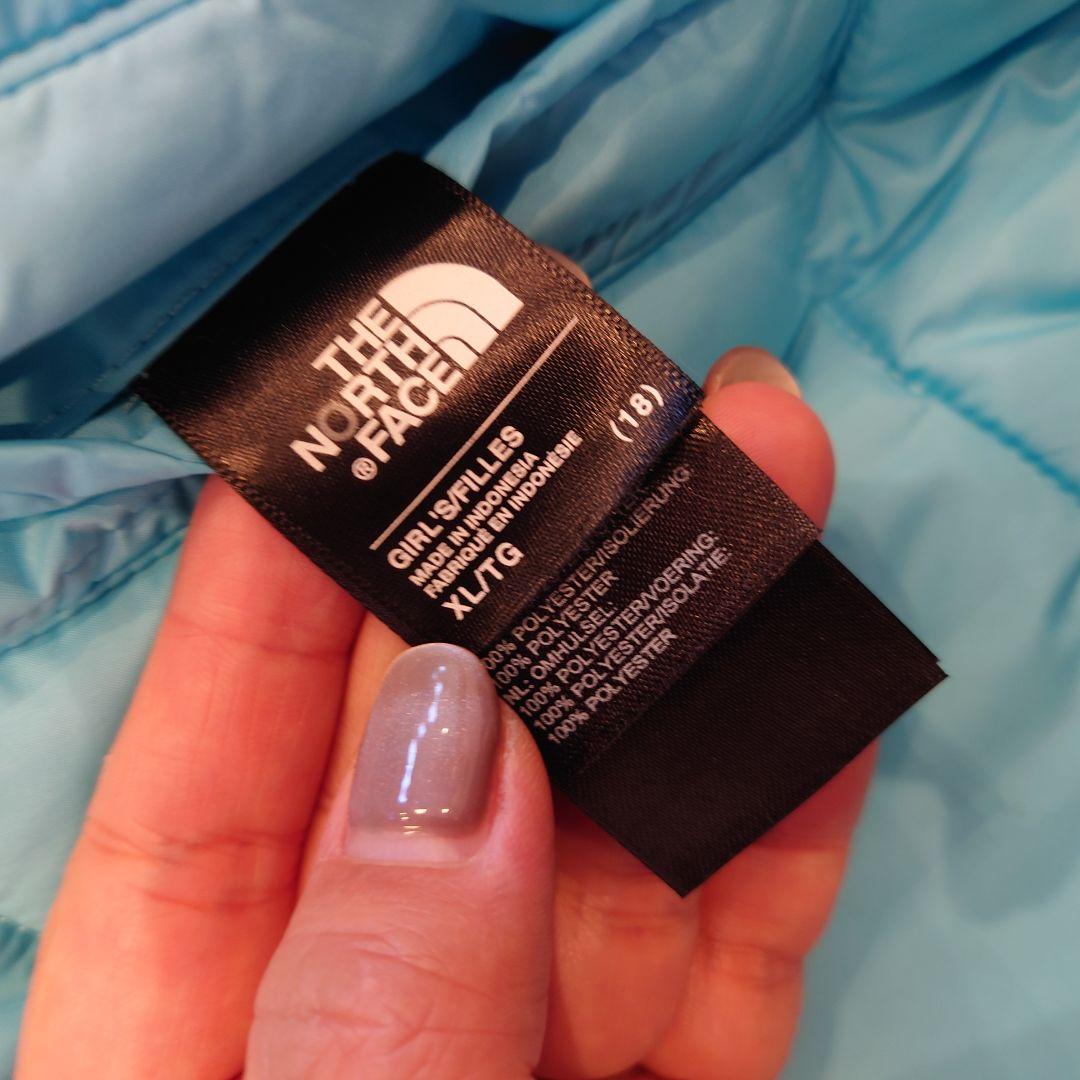 THE
NORTH
FACE
®
GIRL'S/FILLES
MADE IN INDONESIA
FABRIQUÉ EN INDONÉSIE
XL/TG (18)
100% POLYESTER/ISOLIERUNG
100% POLYESTER
NL: OMHULSEL:
100% POLYESTER/VOERING:
100% POLYESTER/ISOLATIE:
100% POLYESTER